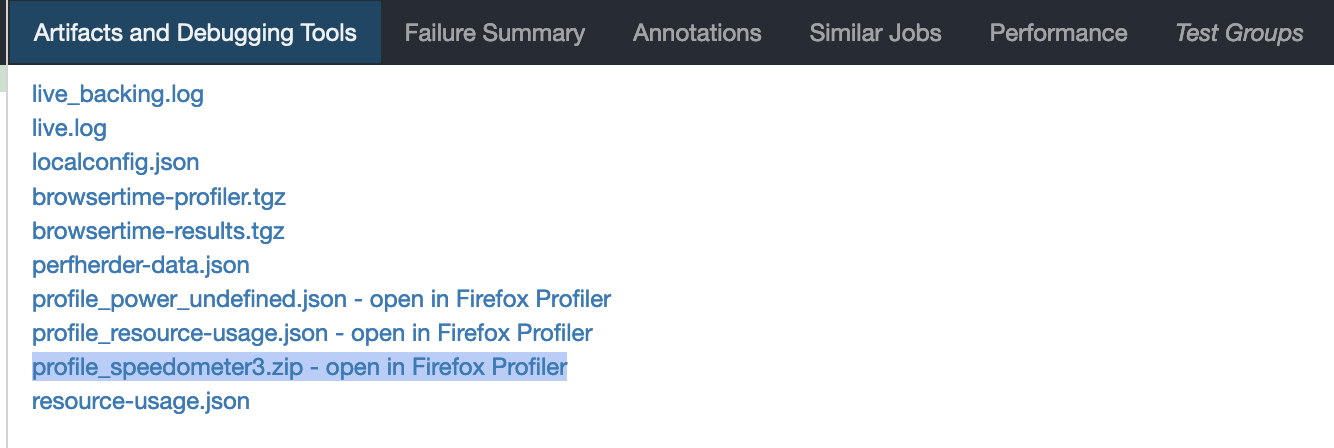 Artifacts and Debugging Tools Failure Summary Annotations Similar Jobs Performance Test Groups
live_backing.log
live.log
localconfig.json
browsertime-profiler.tgz
browsertime-results.tgz
perfherder-data.json
profile_power_undefined.json - open in Firefox Profiler
profile_resource-usage.json - open in Firefox Profiler
profile_speedometer3.zip - open in Firefox Profiler
resource-usage.json